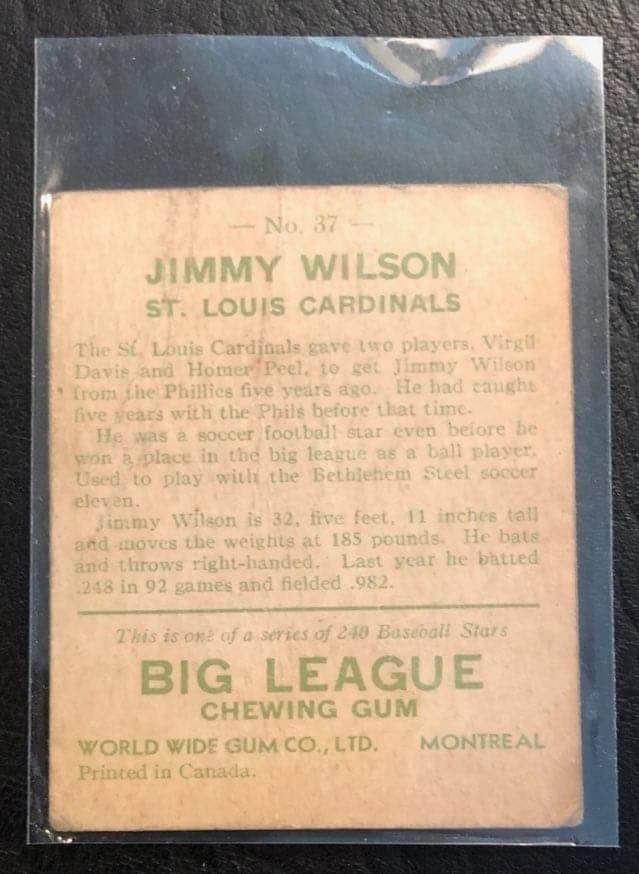 — No. 37 —
JIMMY WILSON
ST. LOUIS CARDINALS
The St. Louis Cardinals gave two players, Virgil
Davis and Homer Peel, to get Jimmy Wilson
from the Phillies five years ago. He had caught
five years with the Phils before that time.
He was a soccer football star even before he
won a place in the big league as a ball player.
Used to play with the Bethlehem Steel soccer
eleven.
Jimmy Wilson is 32, five feet, 11 inches tall
and moves the weights at 185 pounds. He bats
and throws right-handed. Last year he batted
.248 in 92 games and fielded .982.
This is one of a series of 240 Baseball Stars
BIG LEAGUE
CHEWING GUM
WORLD WIDE GUM CO., LTD. MONTREAL
Printed in Canada.